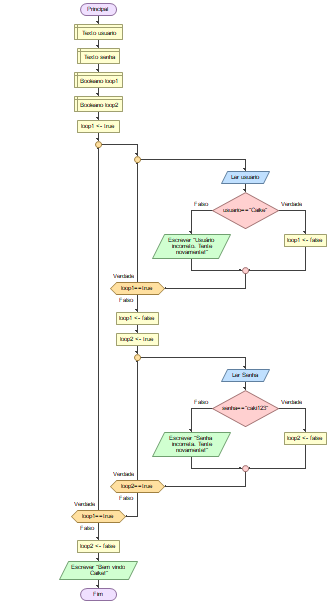 Principal
Texto usuario
Texto senha
Booleano loop1
Booleano loop2
loop1 <- true
Ler usuario
Falso
Verdade
usuario=="Caike"
Escrever "Usuário
incorreto. Tente
novamente!"
loop1 <- false
Verdade
loop1==true
Falso
loop1 <- false
loop2 <- true
Ler Senha
Falso
Verdade
senha=="caki123"
Escrever "Senha
incorreta. Tente
novamente!"
loop2 <- false
Verdade
loop2==true
Falso
Verdade
loop1==true
Falso
loop2 <- false
Escrever "Bem vindo
Caike!"
Fim